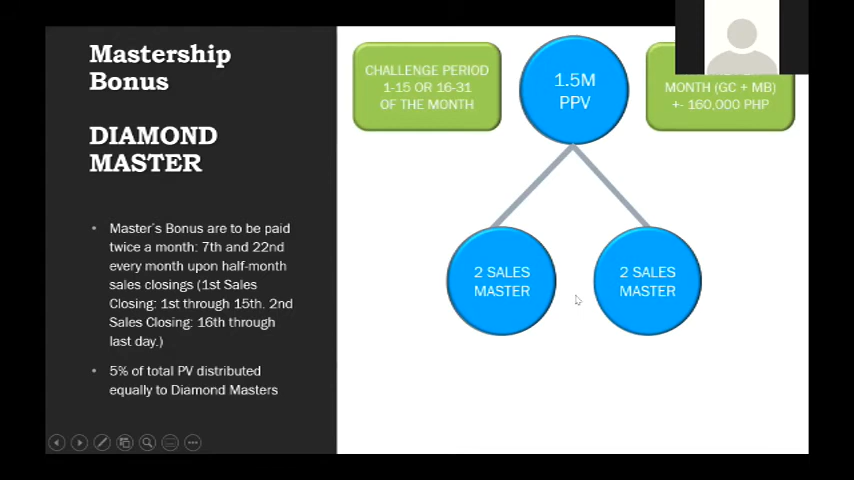 Mastership
Bonus
DIAMOND
MASTER
• Master's Bonus are to be paid
twice a month: 7th and 22nd
every month upon half-month
sales closings (1st Sales
Closing: 1st through 15th. 2nd
Sales Closing: 16th through
last day.)
• 5% of total PV distributed
equally to Diamond Masters
CHALLENGE PERIOD
1-15 OR 16-31
OF THE MONTH
1.5M
PPV
MONTH (GC + MB)
+- 160,000 PHP
2 SALES
MASTER
2 SALES
MASTER